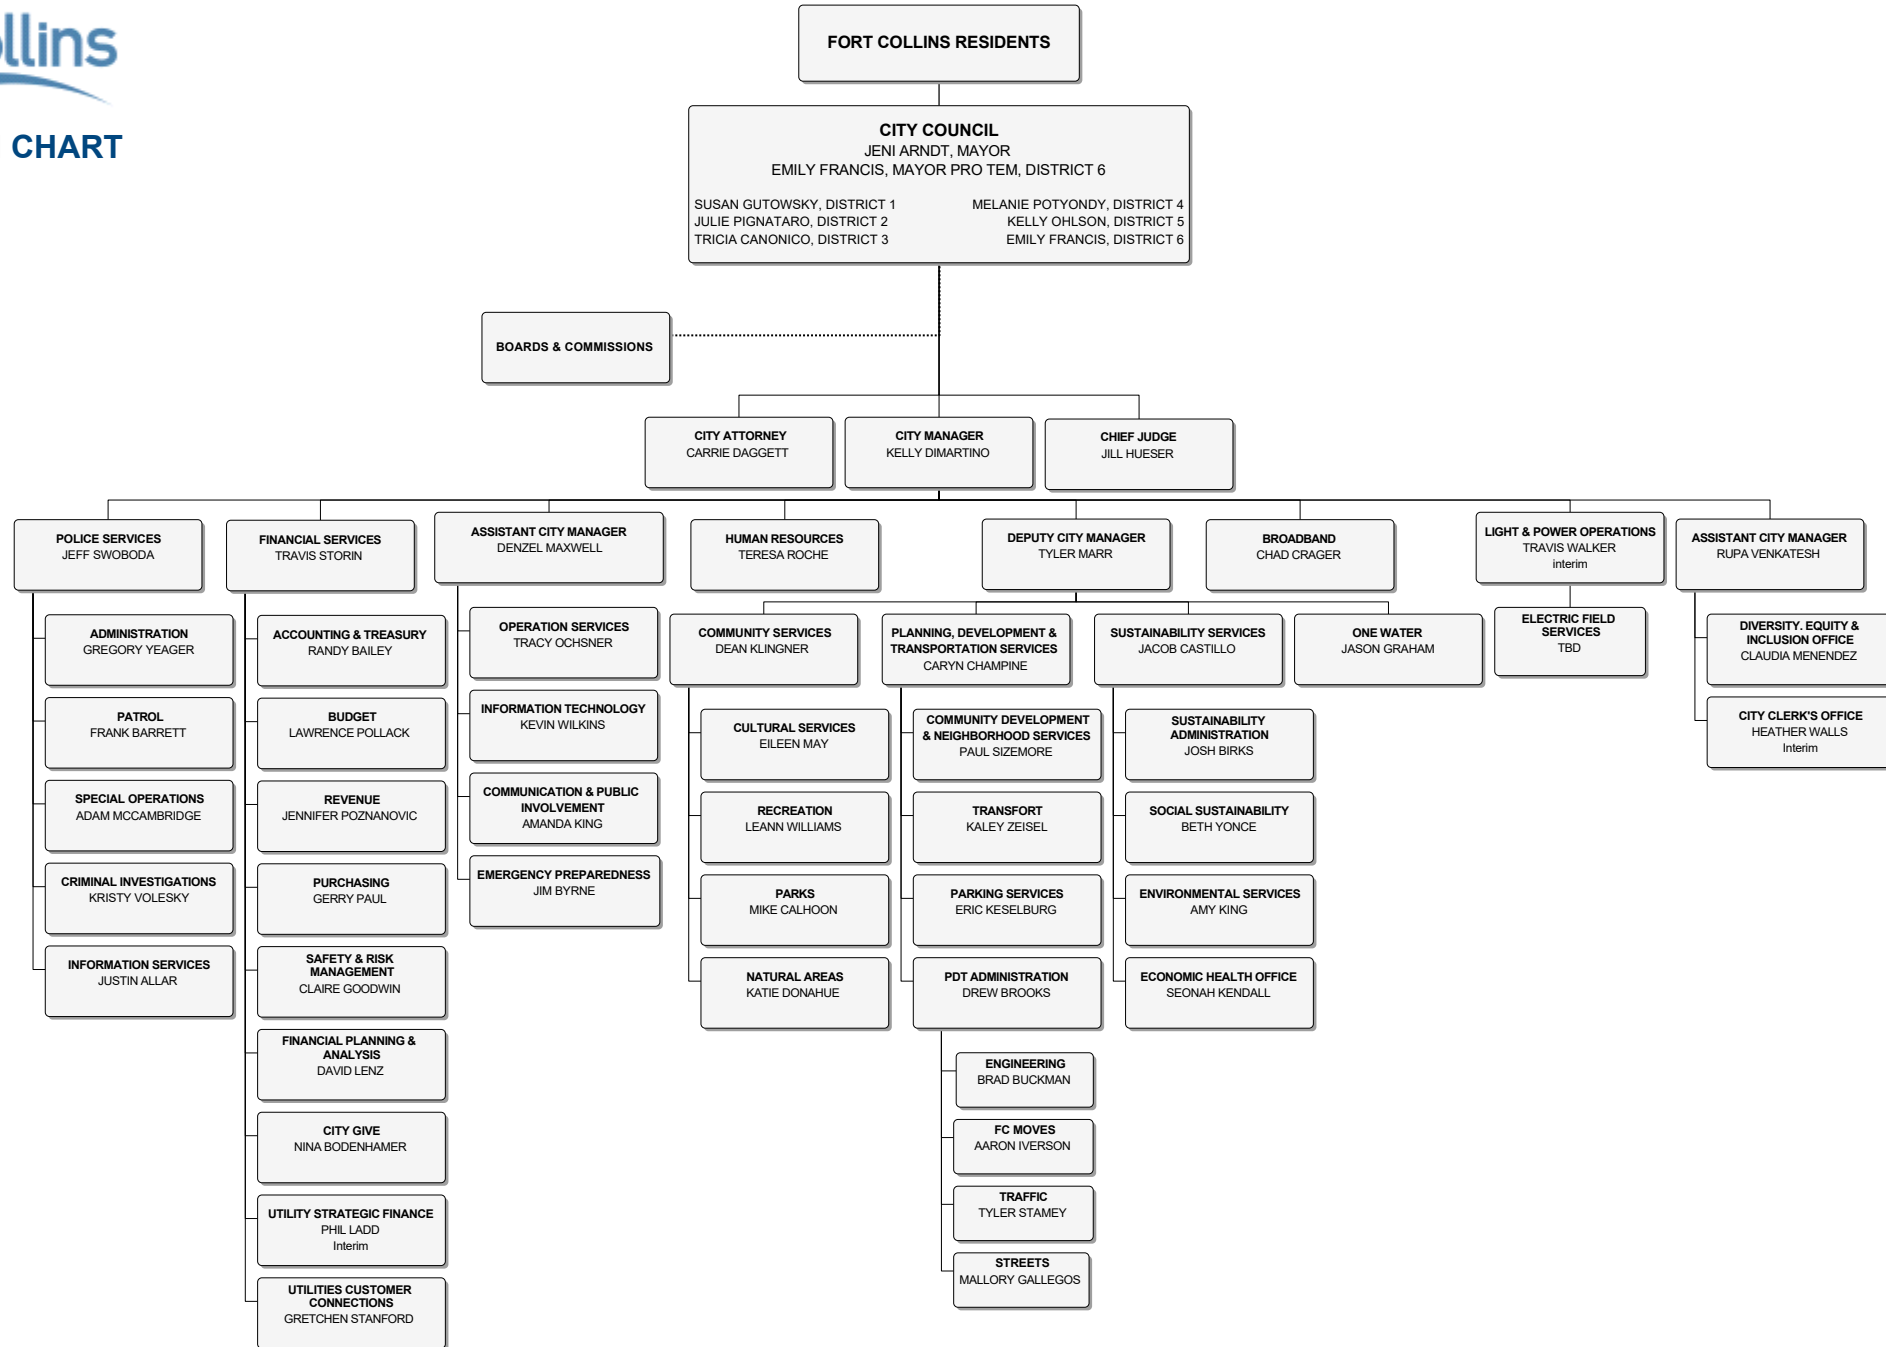 CHART
FORT COLLINS RESIDENTS
CITY COUNCIL
JENI ARNDT, MAYOR
EMILY FRANCIS, MAYOR PRO TEM, DISTRICT 6
SUSAN GUTOWSKY, DISTRICT 1
JULIE PIGNATARO, DISTRICT 2
TRICIA CANONICO, DISTRICT 3
MELANIE POTYONDY, DISTRICT 4
KELLY OHLSON, DISTRICT 5
EMILY FRANCIS, DISTRICT 6
BOARDS & COMMISSIONS
CITY ATTORNEY
CARRIE DAGGETT
CITY MANAGER
KELLY DIMARTINO
CHIEF JUDGE
JILL HUESER
POLICE SERVICES
JEFF SWOBODA
ADMINISTRATION
GREGORY YEAGER
PATROL
FRANK BARRETT
SPECIAL OPERATIONS
ADAM MCCAMBRIDGE
CRIMINAL INVESTIGATIONS
KRISTY VOLESKY
INFORMATION SERVICES
JUSTIN ALLAR
FINANCIAL SERVICES
TRAVIS STORIN
ACCOUNTING & TREASURY
RANDY BAILEY
BUDGET
LAWRENCE POLLACK
REVENUE
JENNIFER POZNANOVIC
PURCHASING
GERRY PAUL
SAFETY & RISK
MANAGEMENT
CLAIRE GOODWIN
FINANCIAL PLANNING &
ANALYSIS
DAVID LENZ
CITY GIVE
NINA BODENHAMER
UTILITY STRATEGIC FINANCE
PHIL LADD
Interim
UTILITIES CUSTOMER
CONNECTIONS
GRETCHEN STANFORD
ASSISTANT CITY MANAGER
DENZEL MAXWELL
OPERATION SERVICES
TRACY OCHSNER
INFORMATION TECHNOLOGY
KEVIN WILKINS
COMMUNICATION & PUBLIC
INVOLVEMENT
AMANDA KING
EMERGENCY PREPAREDNESS
JIM BYRNE
HUMAN RESOURCES
TERESA ROCHE
DEPUTY CITY MANAGER
TYLER MARR
COMMUNITY SERVICES
DEAN KLINGNER
CULTURAL SERVICES
EILEEN MAY
RECREATION
LEANN WILLIAMS
PARKS
MIKE CALHOON
NATURAL AREAS
KATIE DONAHUE
PLANNING, DEVELOPMENT &
TRANSPORTATION SERVICES
CARYN CHAMPINE
COMMUNITY DEVELOPMENT
& NEIGHBORHOOD SERVICES
PAUL SIZEMORE
TRANSFORT
KALEY ZEISEL
PARKING SERVICES
ERIC KESELBURG
PDT ADMINISTRATION
DREW BROOKS
ENGINEERING
BRAD BUCKMAN
FC MOVES
AARON IVERSON
TRAFFIC
TYLER STAMEY
STREETS
MALLORY GALLEGOS
SUSTAINABILITY SERVICES
JACOB CASTILLO
SUSTAINABILITY
ADMINISTRATION
JOSH BIRKS
SOCIAL SUSTAINABILITY
BETH YONCE
ENVIRONMENTAL SERVICES
AMY KING
ECONOMIC HEALTH OFFICE
SEONAH KENDALL
ONE WATER
JASON GRAHAM
BROADBAND
CHAD CRAGER
LIGHT & POWER OPERATIONS
TRAVIS WALKER
interim
ELECTRIC FIELD
SERVICES
TBD
ASSISTANT CITY MANAGER
RUPA VENKATESH
DIVERSITY. EQUITY &
INCLUSION OFFICE
CLAUDIA MENENDEZ
CITY CLERK'S OFFICE
HEATHER WALLS
Interim